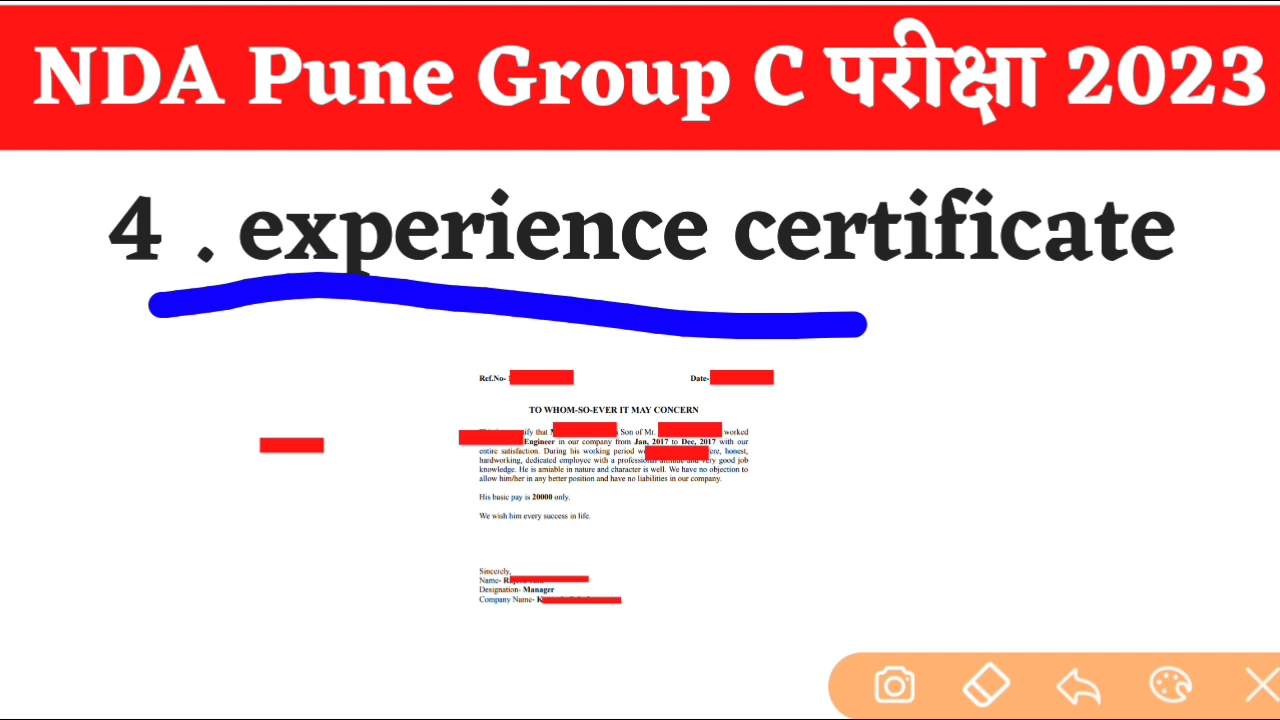 NDA Pune Group C परीक्षा 2023
4 . experience certificate
Ref.No- Date-
TO WHOM-SO-EVER IT MAY CONCERN
that Son of Mr. worked
Engineer in our company from Jan, 2017 to Dec, 2017 with our
entire satisfaction. During his working period honest,
hardworking, dedicated employee with a good job
knowledge. He is amiable in nature and character is well. We have no objection to
allow him/her in any better position and have no liabilities in our company.
His basic pay is 20000 only.
We wish him every success in life.
Sincerely,
Name-
Designation- Manager
Company Name-